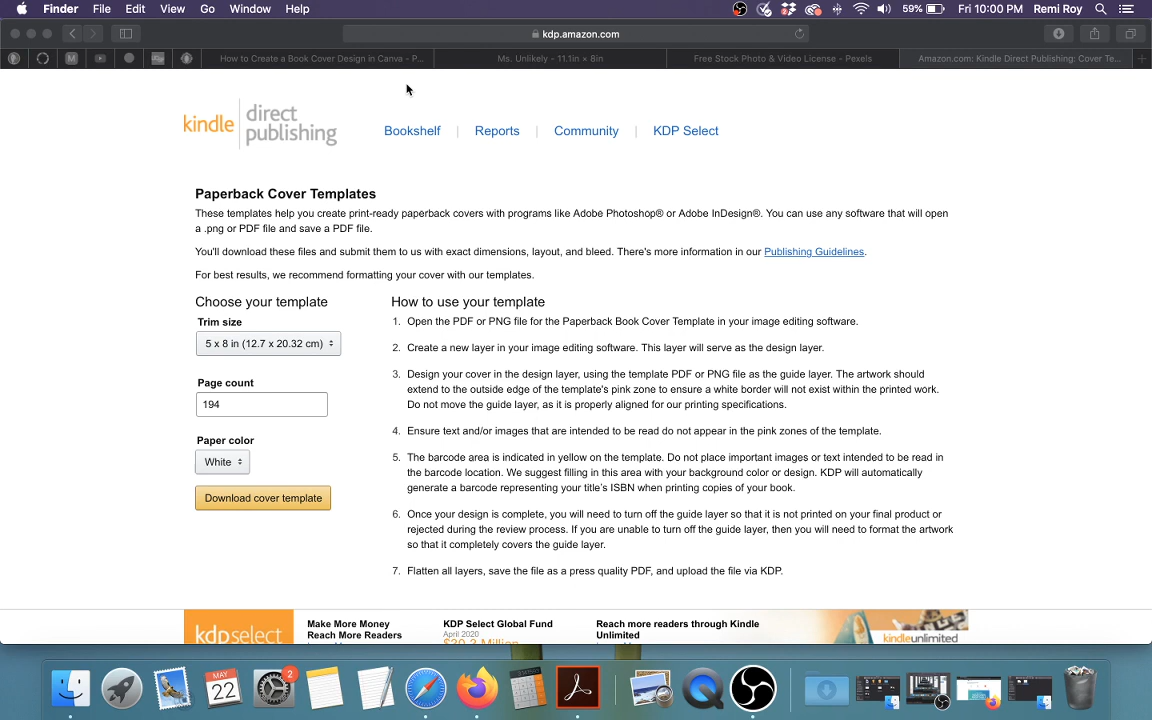 Finder File Edit View Go Window Help 2 59% Fri 10:00 PM Remi Roy
kdp.amazon.com
M How to Create a Book Cover Design in Canva - P... Ms. Unlikely - 11.1in × 8in Free Stock Photo & Video License - Pexels Amazon.com: Kindle Direct Publishing: Cover Te...
kindle direct publishing
Bookshelf | Reports | Community | KDP Select
Paperback Cover Templates
These templates help you create print-ready paperback covers with programs like Adobe Photoshop® or Adobe InDesign®. You can use any software that will open
a .png or PDF file and save a PDF file.
You'll download these files and submit them to us with exact dimensions, layout, and bleed. There's more information in our Publishing Guidelines.
For best results, we recommend formatting your cover with our templates.
Choose your template
Trim size
5 x 8 in (12.7 x 20.32 cm)
Page count
194
Paper color
White
Download cover template
How to use your template
1. Open the PDF or PNG file for the Paperback Book Cover Template in your image editing software.
2. Create a new layer in your image editing software. This layer will serve as the design layer.
3. Design your cover in the design layer, using the template PDF or PNG file as the guide layer. The artwork should
extend to the outside edge of the template's pink zone to ensure a white border will not exist within the printed work.
Do not move the guide layer, as it is properly aligned for our printing specifications.
4. Ensure text and/or images that are intended to be read do not appear in the pink zones of the template.
5. The barcode area is indicated in yellow on the template. Do not place important images or text intended to be read in
the barcode location. We suggest filling in this area with your background color or design. KDP will automatically
generate a barcode representing your title's ISBN when printing copies of your book.
6. Once your design is complete, you will need to turn off the guide layer so that it is not printed on your final product or
rejected during the review process. If you are unable to turn off the guide layer, then you will need to format the artwork
so that it completely covers the guide layer.
7. Flatten all layers, save the file as a press quality PDF, and upload the file via KDP.
kdpselect
Make More Money
Reach More Readers
KDP Select Global Fund
April 2020
Reach more readers through Kindle
Unlimited
kindleunlimited
MAY
22
2